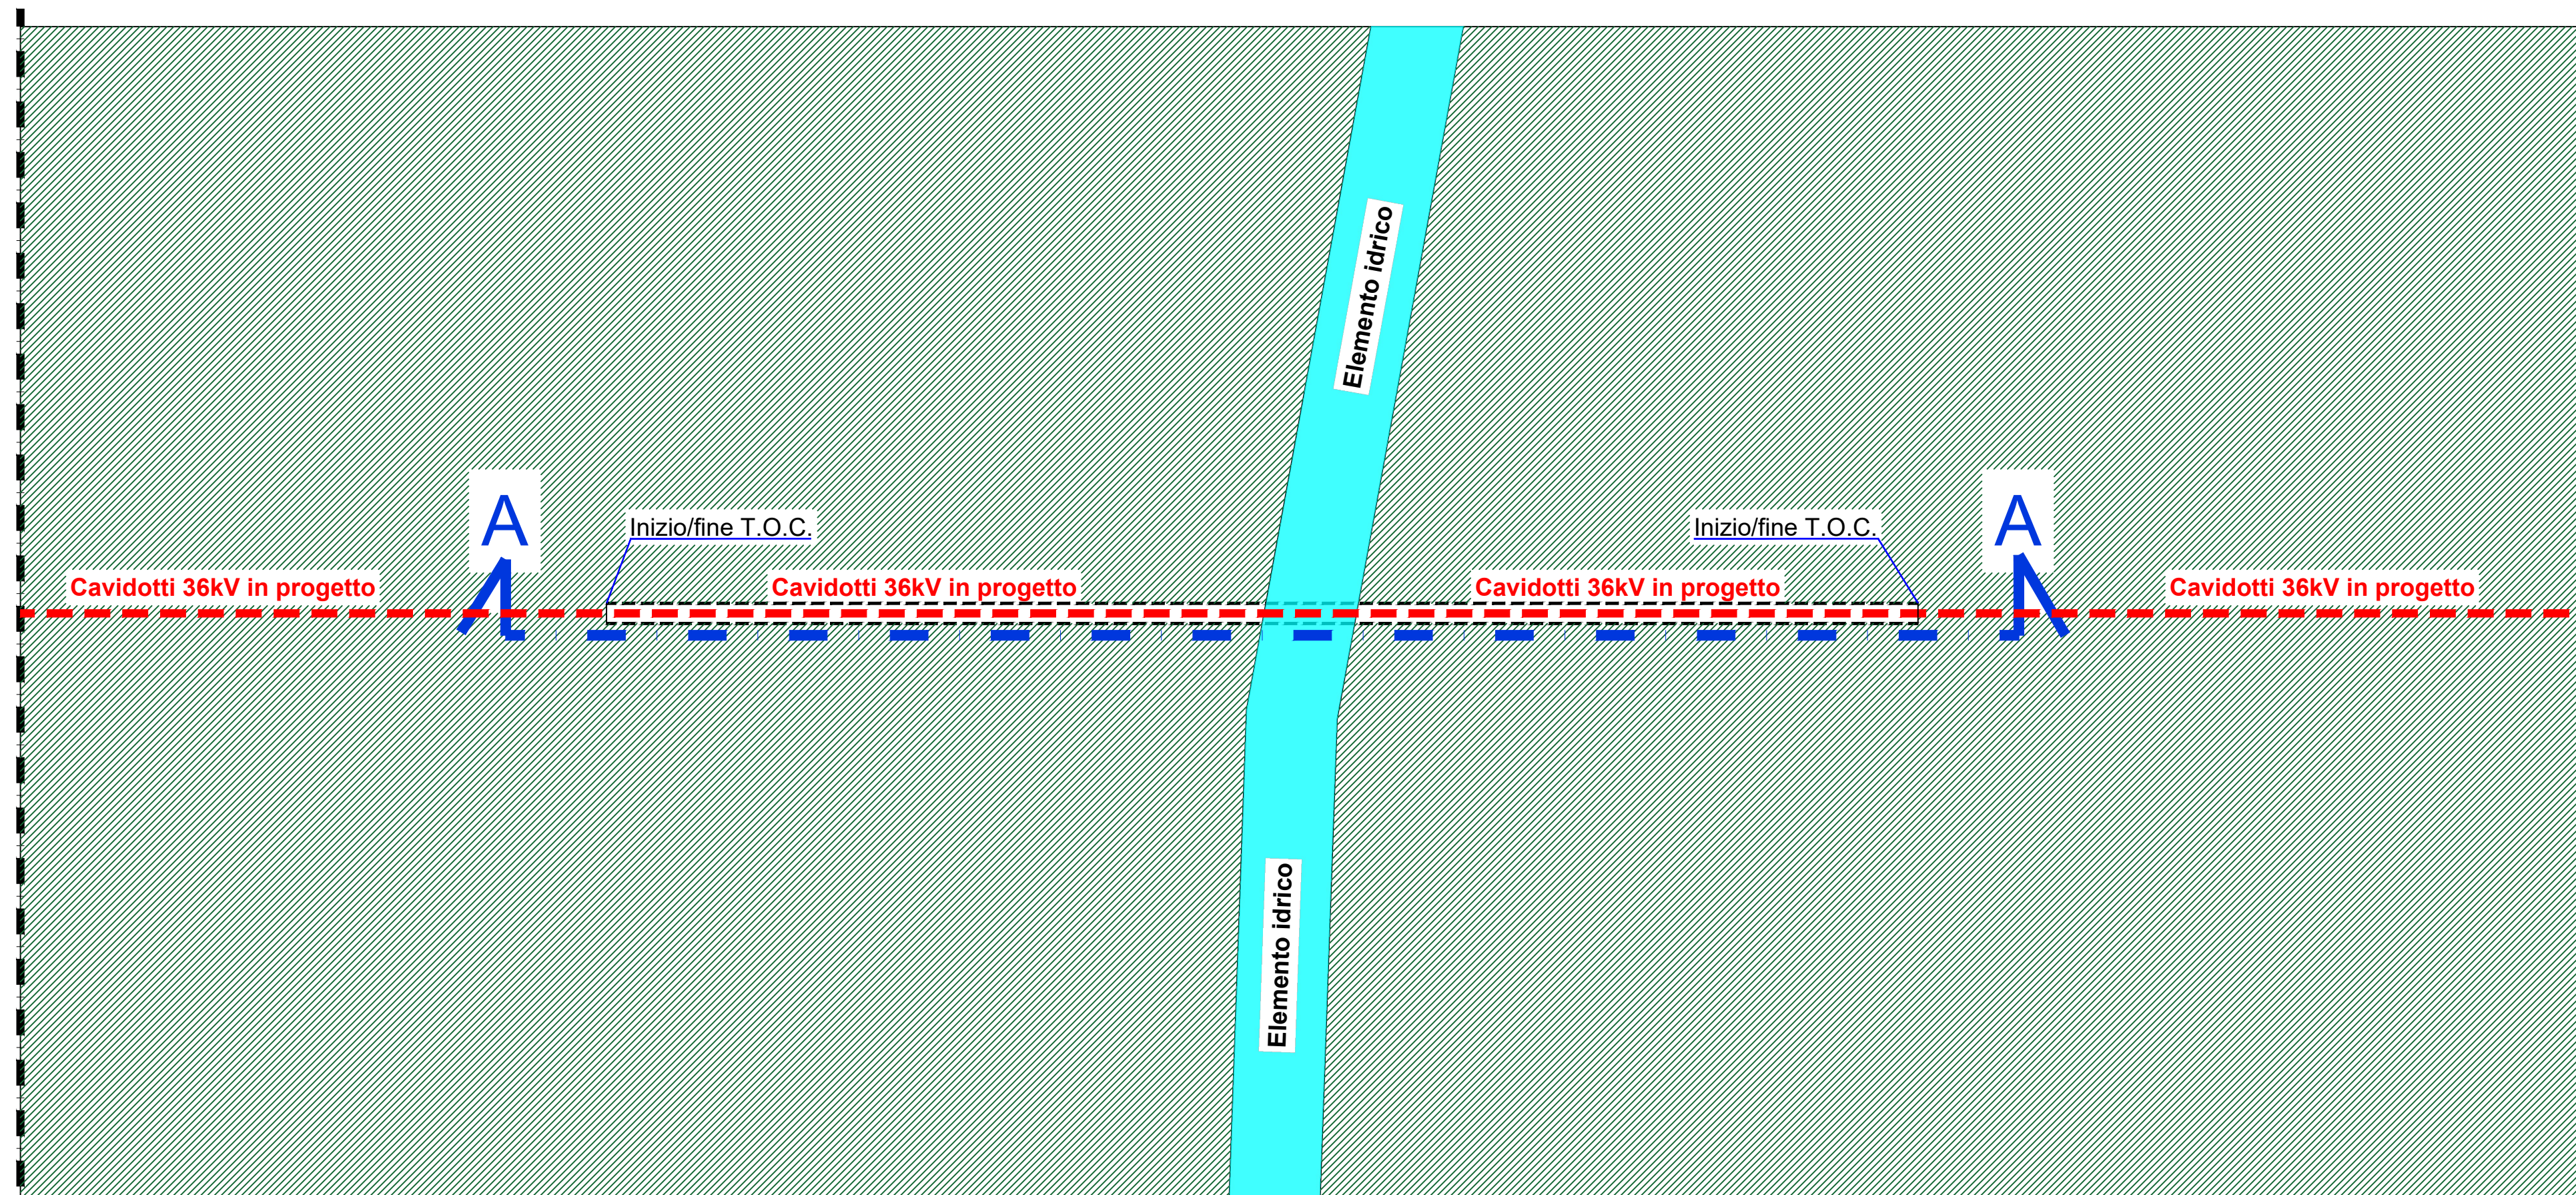 Elemento idrico
A
A
Inizio/fine T.O.C.
Inizio/fine T.O.C.
Cavidotti 36kV in progetto
Cavidotti 36kV in progetto
Cavidotti 36kV in progetto
Cavidotti 36kV in progetto
Elemento idrico